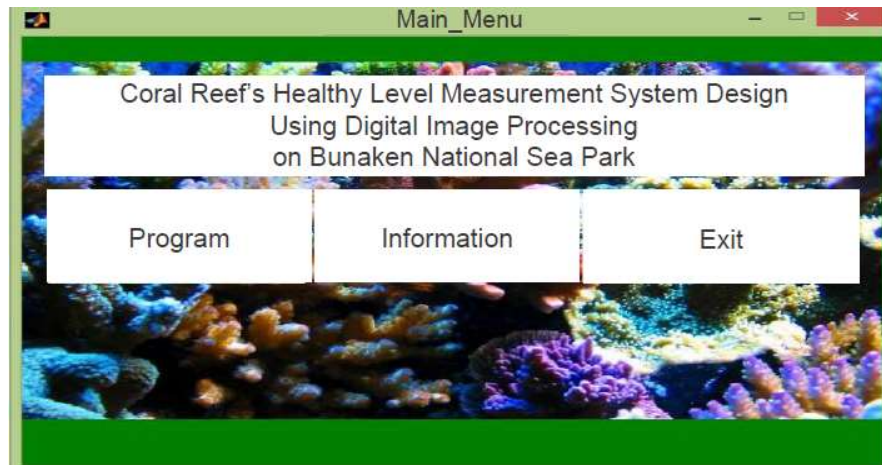 Main_Menu
Coral Reef's Healthy Level Measurement System Design
Using Digital Image Processing
on Bunaken National Sea Park
Program
Information
Exit